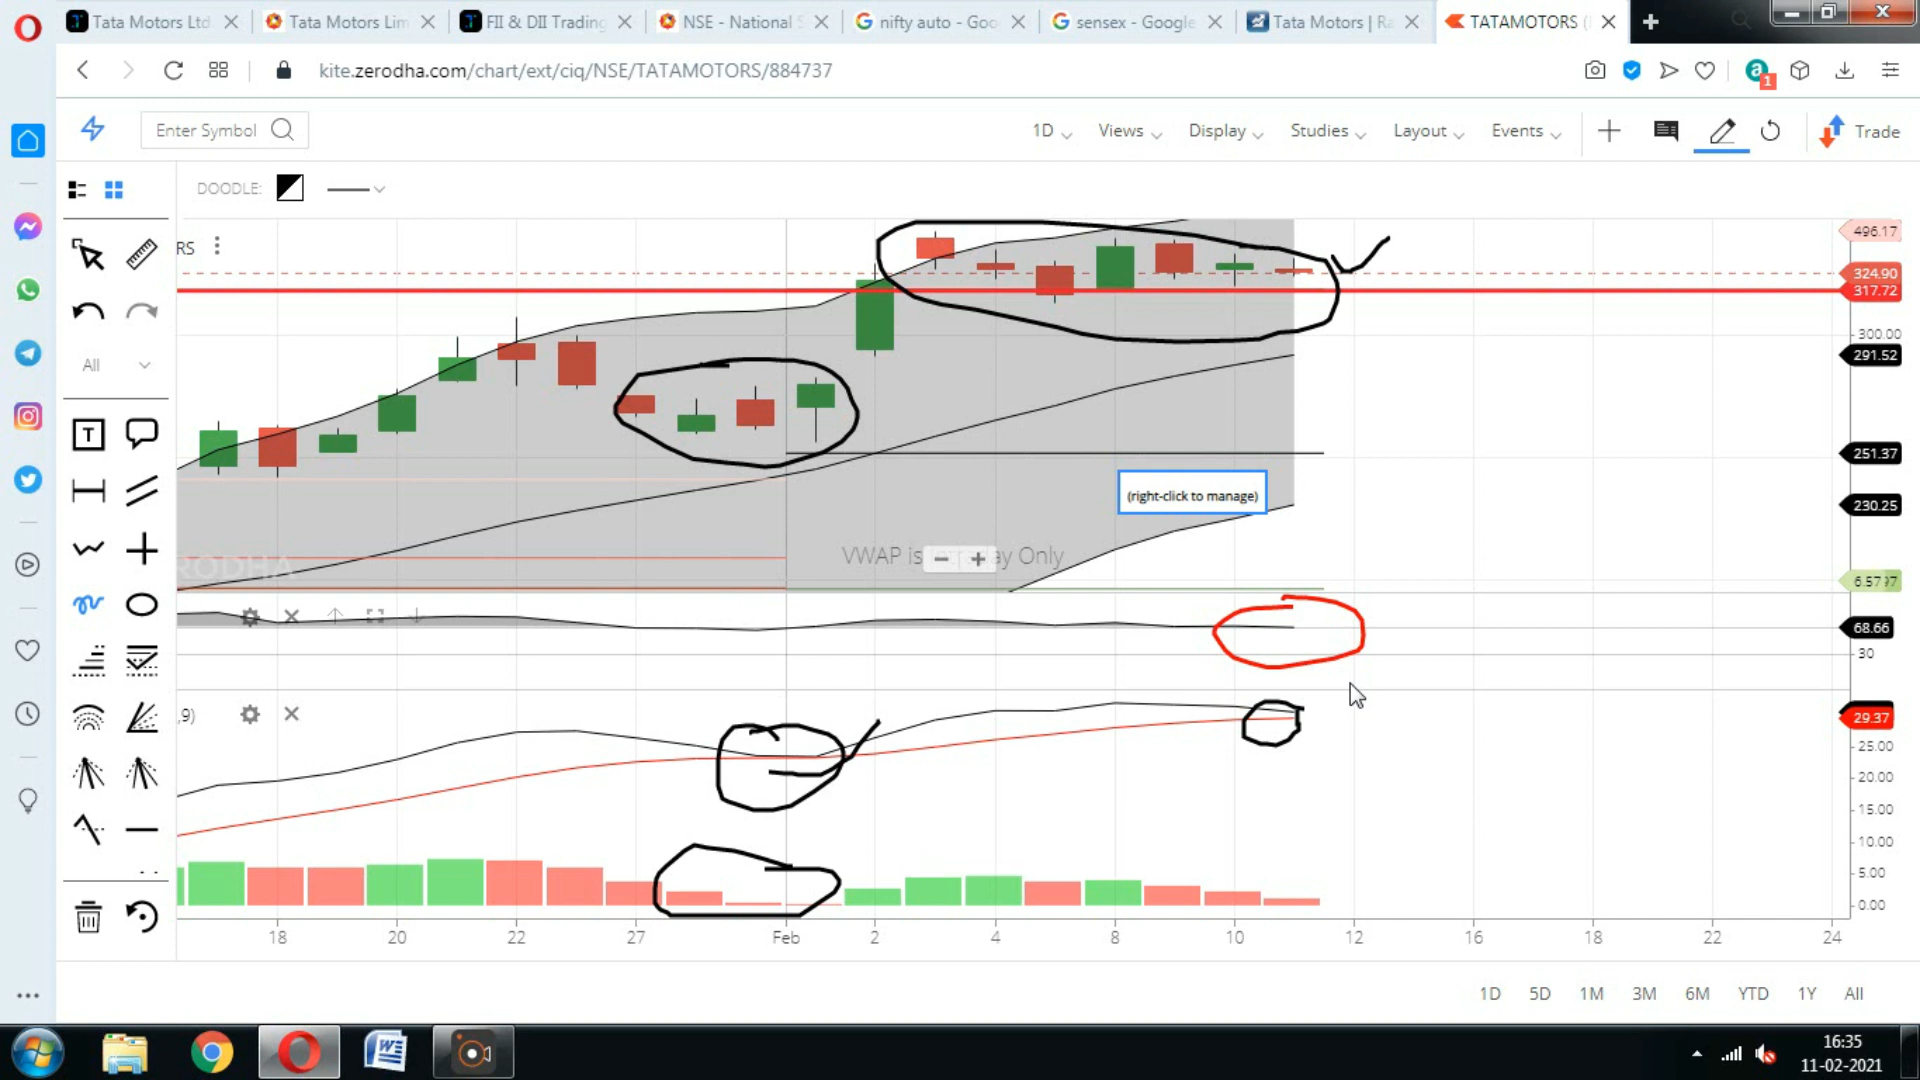 Tata Motors Ltd
Tata Motors Lim
FII & DII Trading
NSE - National S
nifty auto - Goo
sensex - Google
Tata Motors | Ra
TATAMOTORS (
kite.zerodha.com/chart/ext/ciq/NSE/TATAMOTORS/884737
a
1
Enter Symbol
1D
Views
Display
Studies
Layout
Events
Trade
DOODLE:
RS
All
T
496.17
324.90
317.72
300.00
291.52
251.37
230.25
(right-click to manage)
VWAP is
ay Only
68.66
30
,9)
29.37
25.00
20.00
15.00
10.00
5.00
0.00
18
20
22
27
Feb
2
4
8
10
12
16
18
22
24
1D
5D
1M
3M
6M
YTD
1Y
All
16:35
11-02-2021